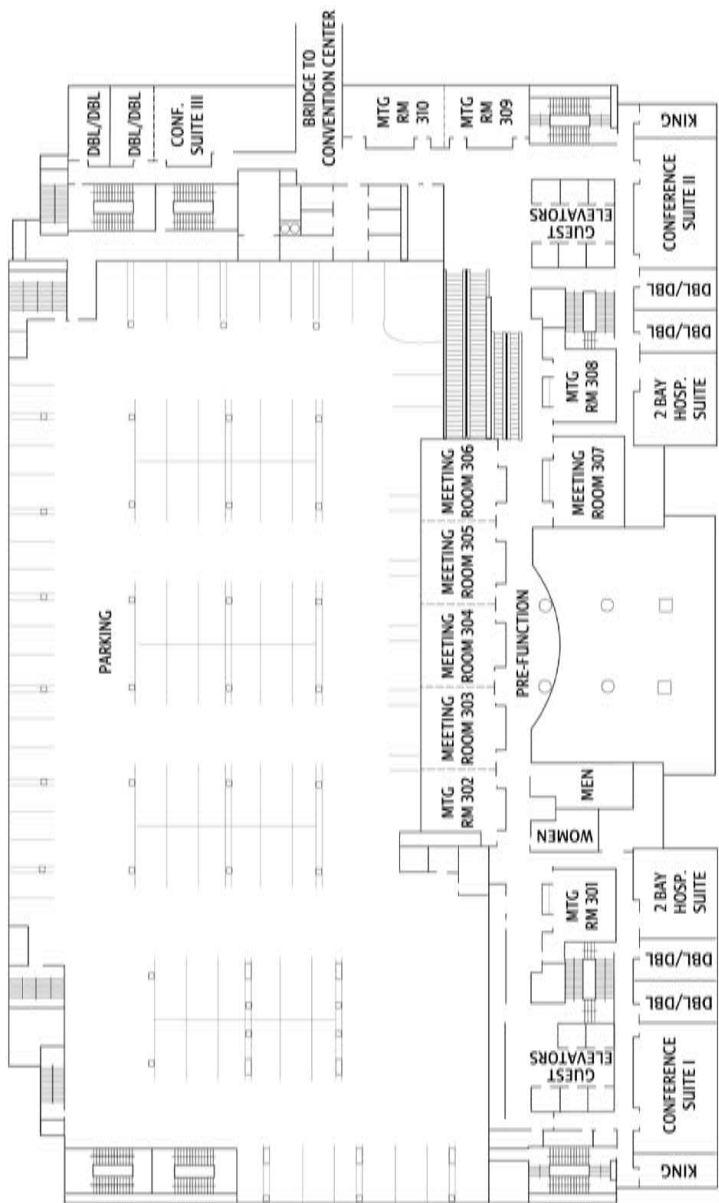 DBL/DBL
DBL/DBL
CONF.
SUITE III
BRIDGE TO
CONVENTION CENTER
MTG
RM
310
MTG
RM
309
KING
GUEST
ELEVATORS
CONFERENCE
SUITE II
DBL/DBL
DBL/DBL
MTG
RM 308
2 BAY
HOSP.
SUITE
MEETING
ROOM 307
MEETING
ROOM 306
MEETING
ROOM 305
MEETING
ROOM 304
MEETING
ROOM 303
MTG
RM 302
PARKING
PRE-FUNCTION
MEN
WOMEN
MTG
RM 301
2 BAY
HOSP.
SUITE
DBL/DBL
DBL/DBL
GUEST
ELEVATORS
CONFERENCE
SUITE I
KING